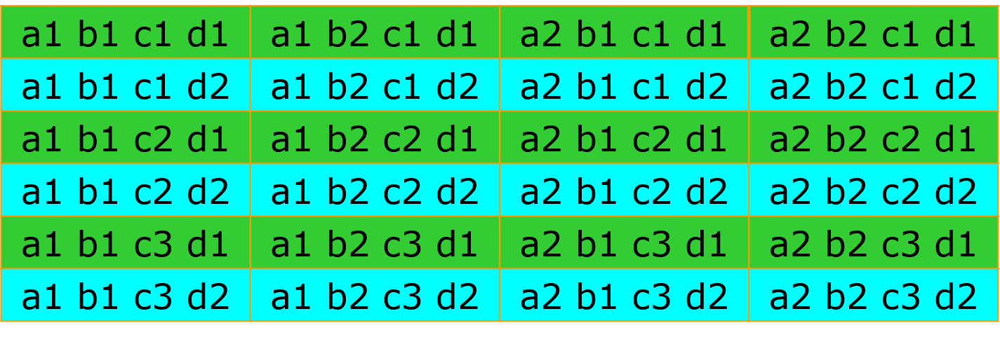 a1 b1 c1 d1 a1 b2 c1 d1 a2 b1 c1 d1 a2 b2 c1 d1
a1 b1 c1 d2 a1 b2 c1 d2 a2 b1 c1 d2 a2 b2 c1 d2
a1 b1 c2 d1 a1 b2 c2 d1 a2 b1 c2 d1 a2 b2 c2 d1
a1 b1 c2 d2 a1 b2 c2 d2 a2 b1 c2 d2 a2 b2 c2 d2
a1 b1 c3 d1 a1 b2 c3 d1 a2 b1 c3 d1 a2 b2 c3 d1
a1 b1 c3 d2 a1 b2 c3 d2 a2 b1 c3 d2 a2 b2 c3 d2